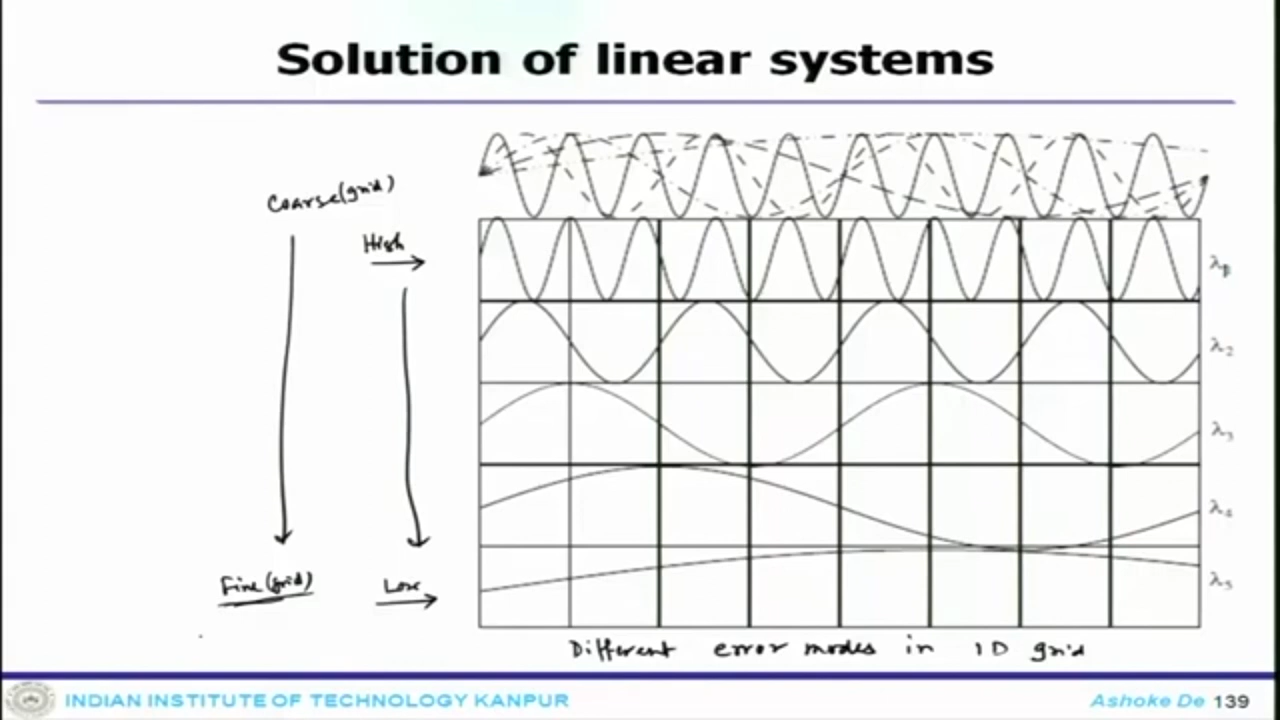 Solution of linear systems
Coarse(grid)
High
λ1
λ2
λ3
λ4
λ5
Fine(grid)
Low
Different error modes in 1D grid
INDIAN INSTITUTE OF TECHNOLOGY KANPUR
Ashoke De 139